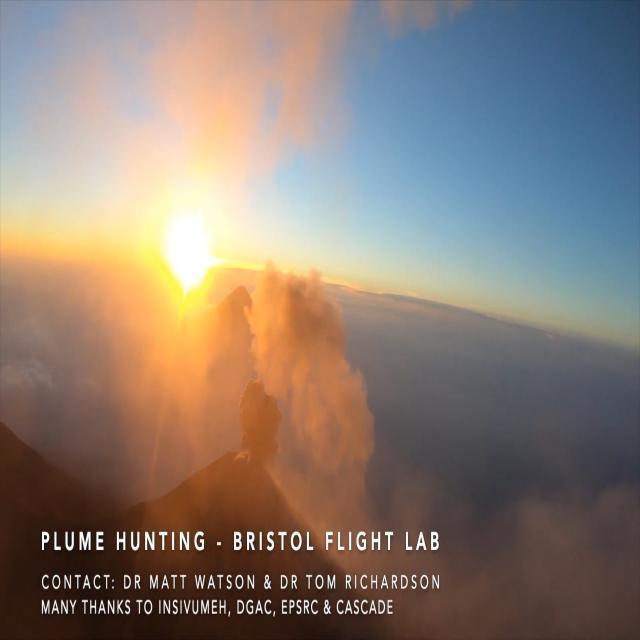 PLUME HUNTING - BRISTOL FLIGHT LAB
CONTACT: DR MATT WATSON & DR TOM RICHARDSON
MANY THANKS TO INSIVUMEH, DGAC, EPSRC & CASCADE